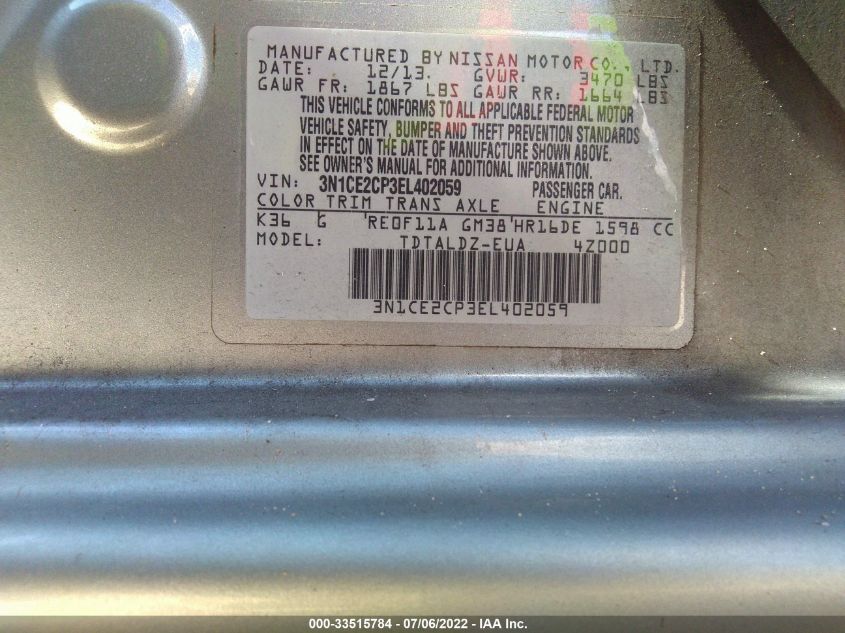 MANUFACTURED BY NISSAN MOTOR CO., LTD.
DATE: 12/13. GVWR: 3470 LBS
GAWR FR: 1867 LBS GAWR RR: 1664 LBS
THIS VEHICLE CONFORMS TO ALL APPLICABLE FEDERAL MOTOR
VEHICLE SAFETY, BUMPER AND THEFT PREVENTION STANDARDS
IN EFFECT ON THE DATE OF MANUFACTURE SHOWN ABOVE.
SEE OWNER'S MANUAL FOR ADDITIONAL INFORMATION.
VIN: 3N1CE2CP3EL402059 PASSENGER CAR.
COLOR TRIM TRANS AXLE ENGINE
K36 G 'RE0F11A GM38'HR16DE 1598 CC
MODEL: TDTALDZ-EUA 4Z000
3N1CE2CP3EL402059
000-33515784 - 07/06/2022 - IAA Inc.